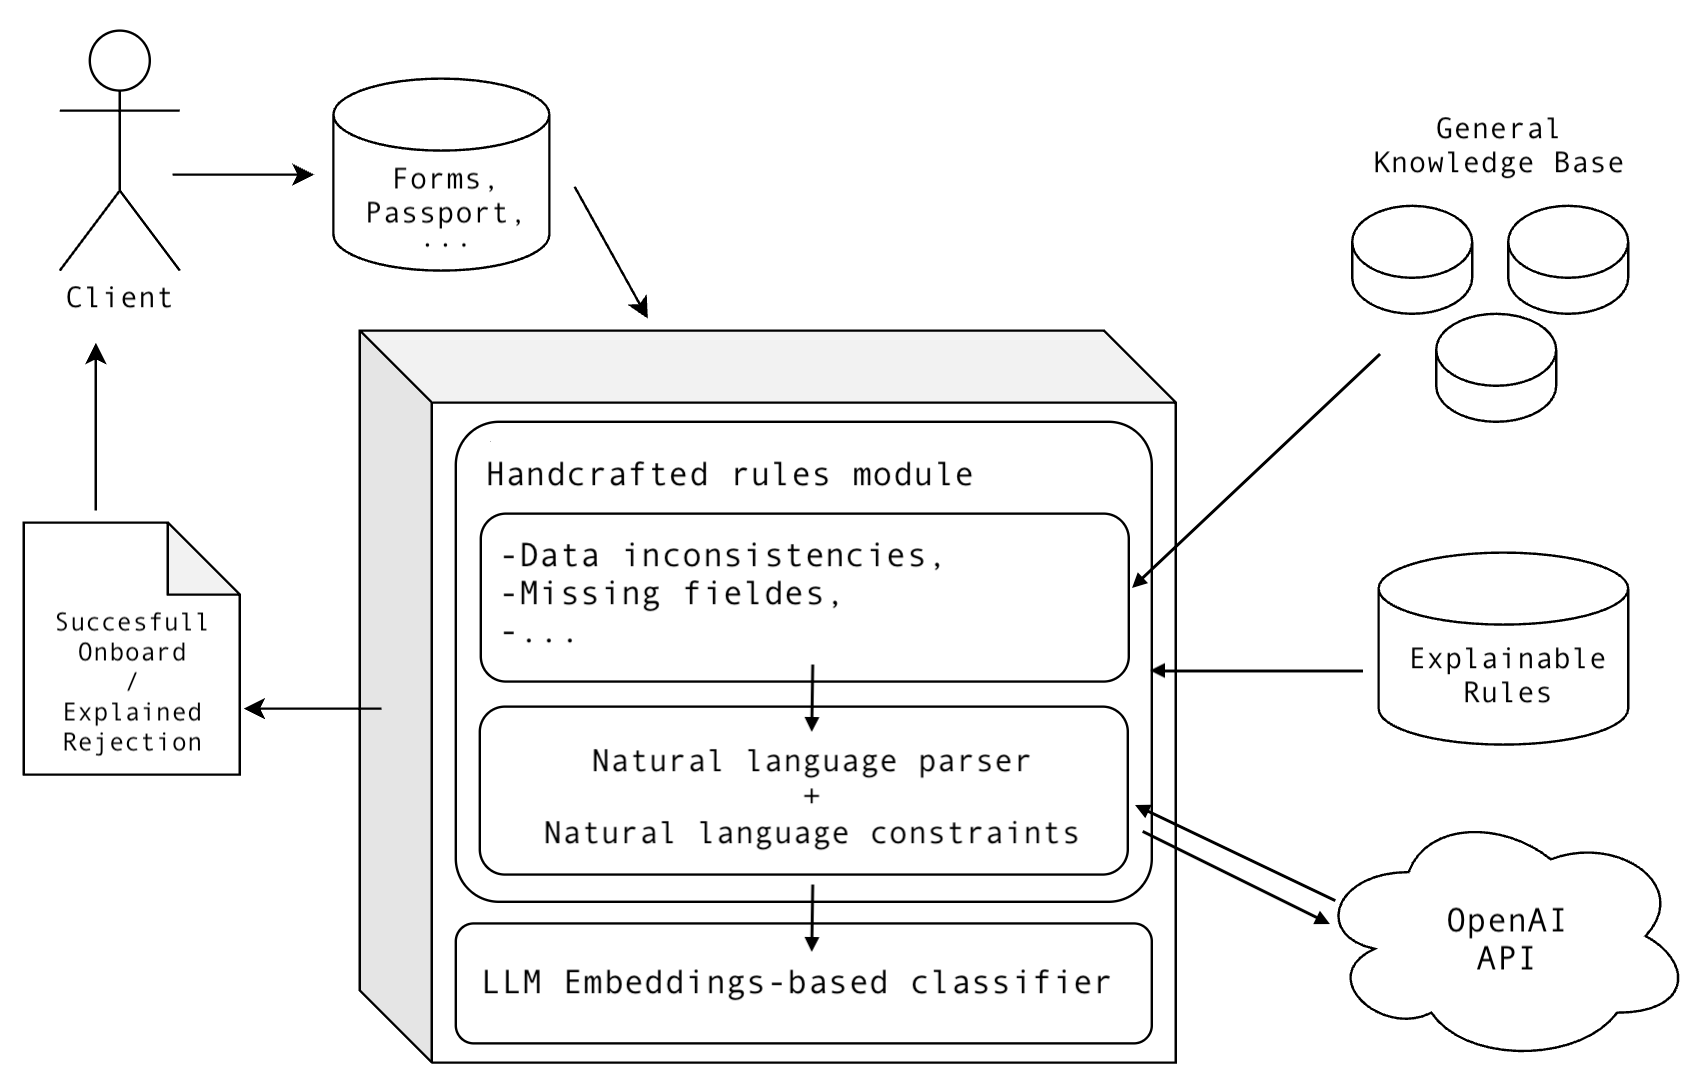 Client
Forms,
Passport,
...
General
Knowledge Base
Handcrafted rules module
-Data inconsistencies,
-Missing fieldes,
-...
Natural language parser
+
Natural language constraints
LLM Embeddings-based classifier
Explainable
Rules
OpenAI
API
Succesfull
Onboard
/
Explained
Rejection